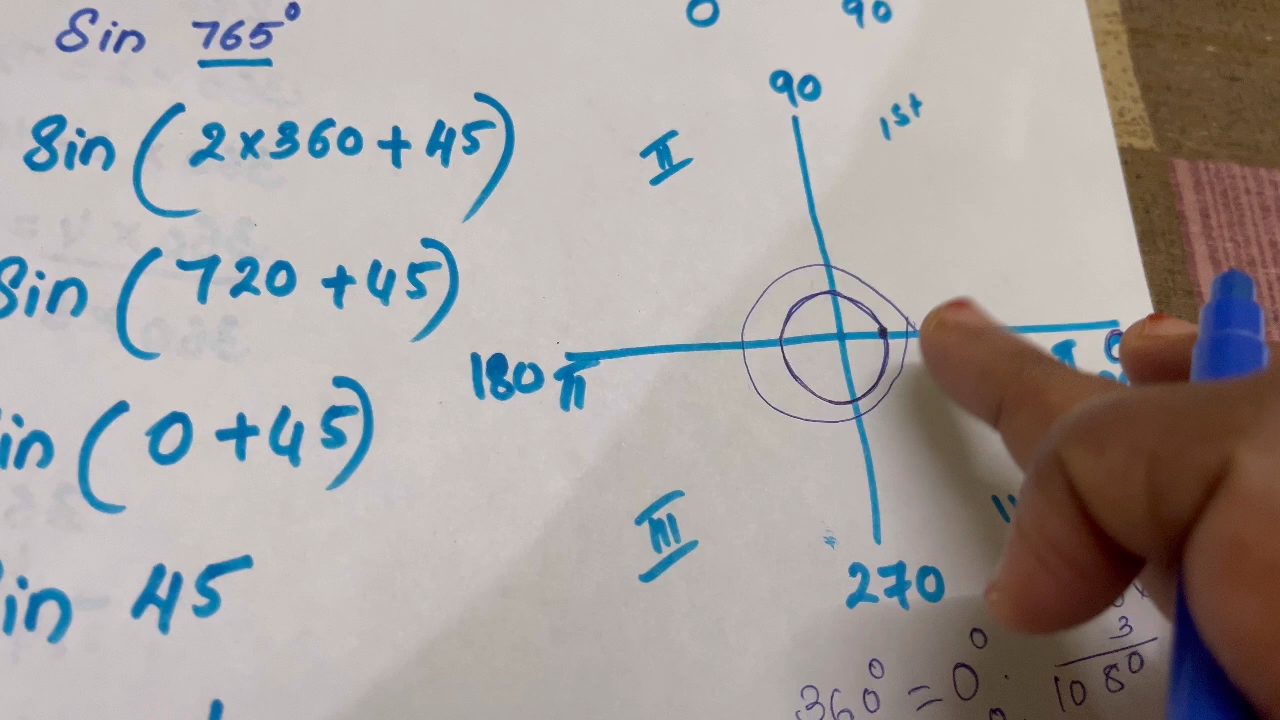 Sin 765°
0 90
Sin (2×360+45)
90
1st
II
Sin (720+45)
180 π
in (0+45)
III
270
in 45
3
360° = 0°
1080